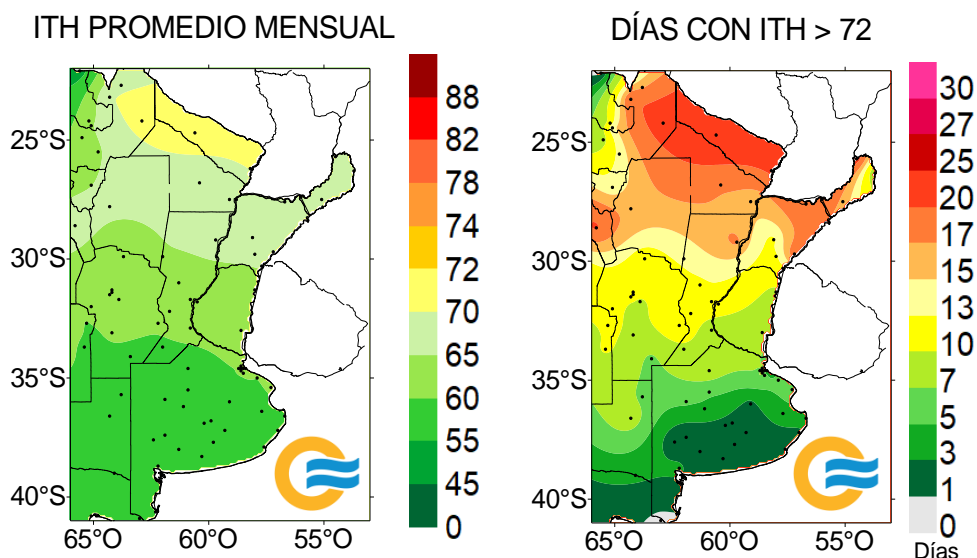 ITH PROMEDIO MENSUAL
25°S
30°S
35°S
40°S
65°O
60°O
55°O
88
82
78
74
72
70
65
60
55
45
0
DÍAS CON ITH > 72
25°S
30°S
35°S
40°S
65°O
60°O
55°O
30
27
25
20
17
15
13
10
7
5
3
1
0
Días